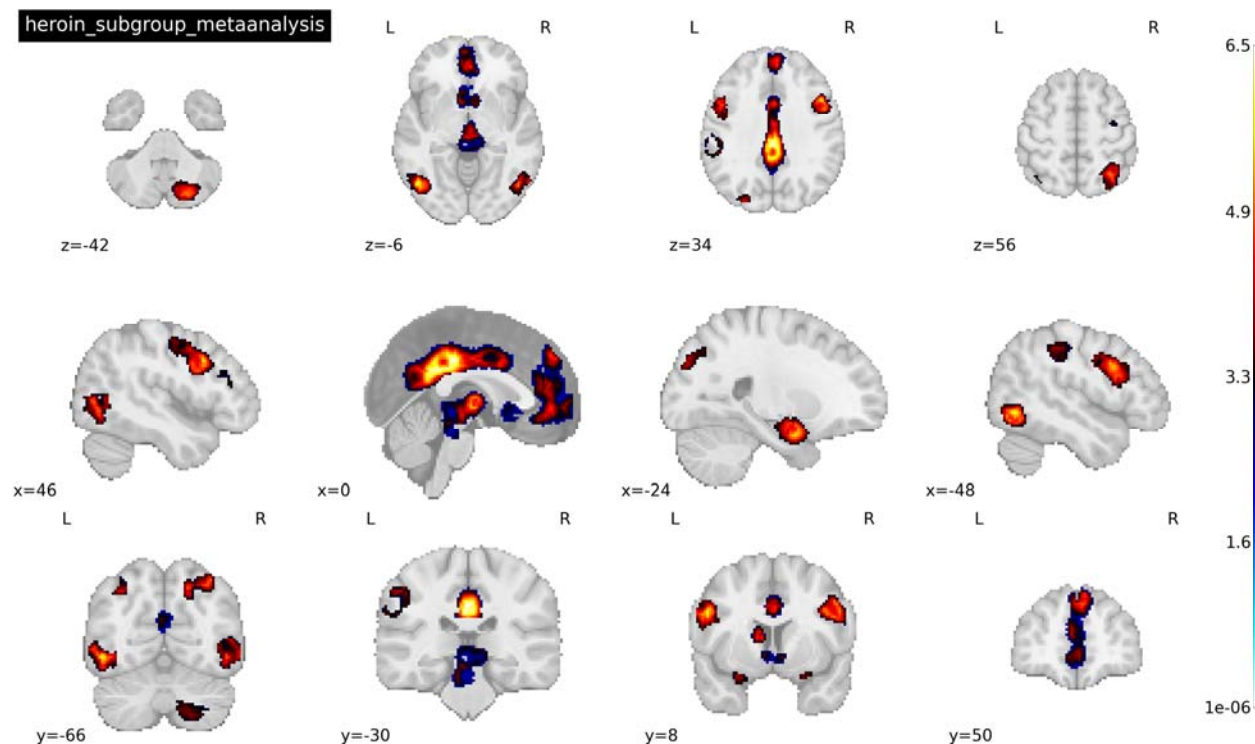 heroin_subgroup_metaanalysis
L R L R
6.5
z=-42 z=-6 z=34 z=56
4.9
3.3
x=46 x=0 x=-24 x=-48
L R L R L R L R
1.6
y=-66 y=-30 y=8 y=50
1e-06